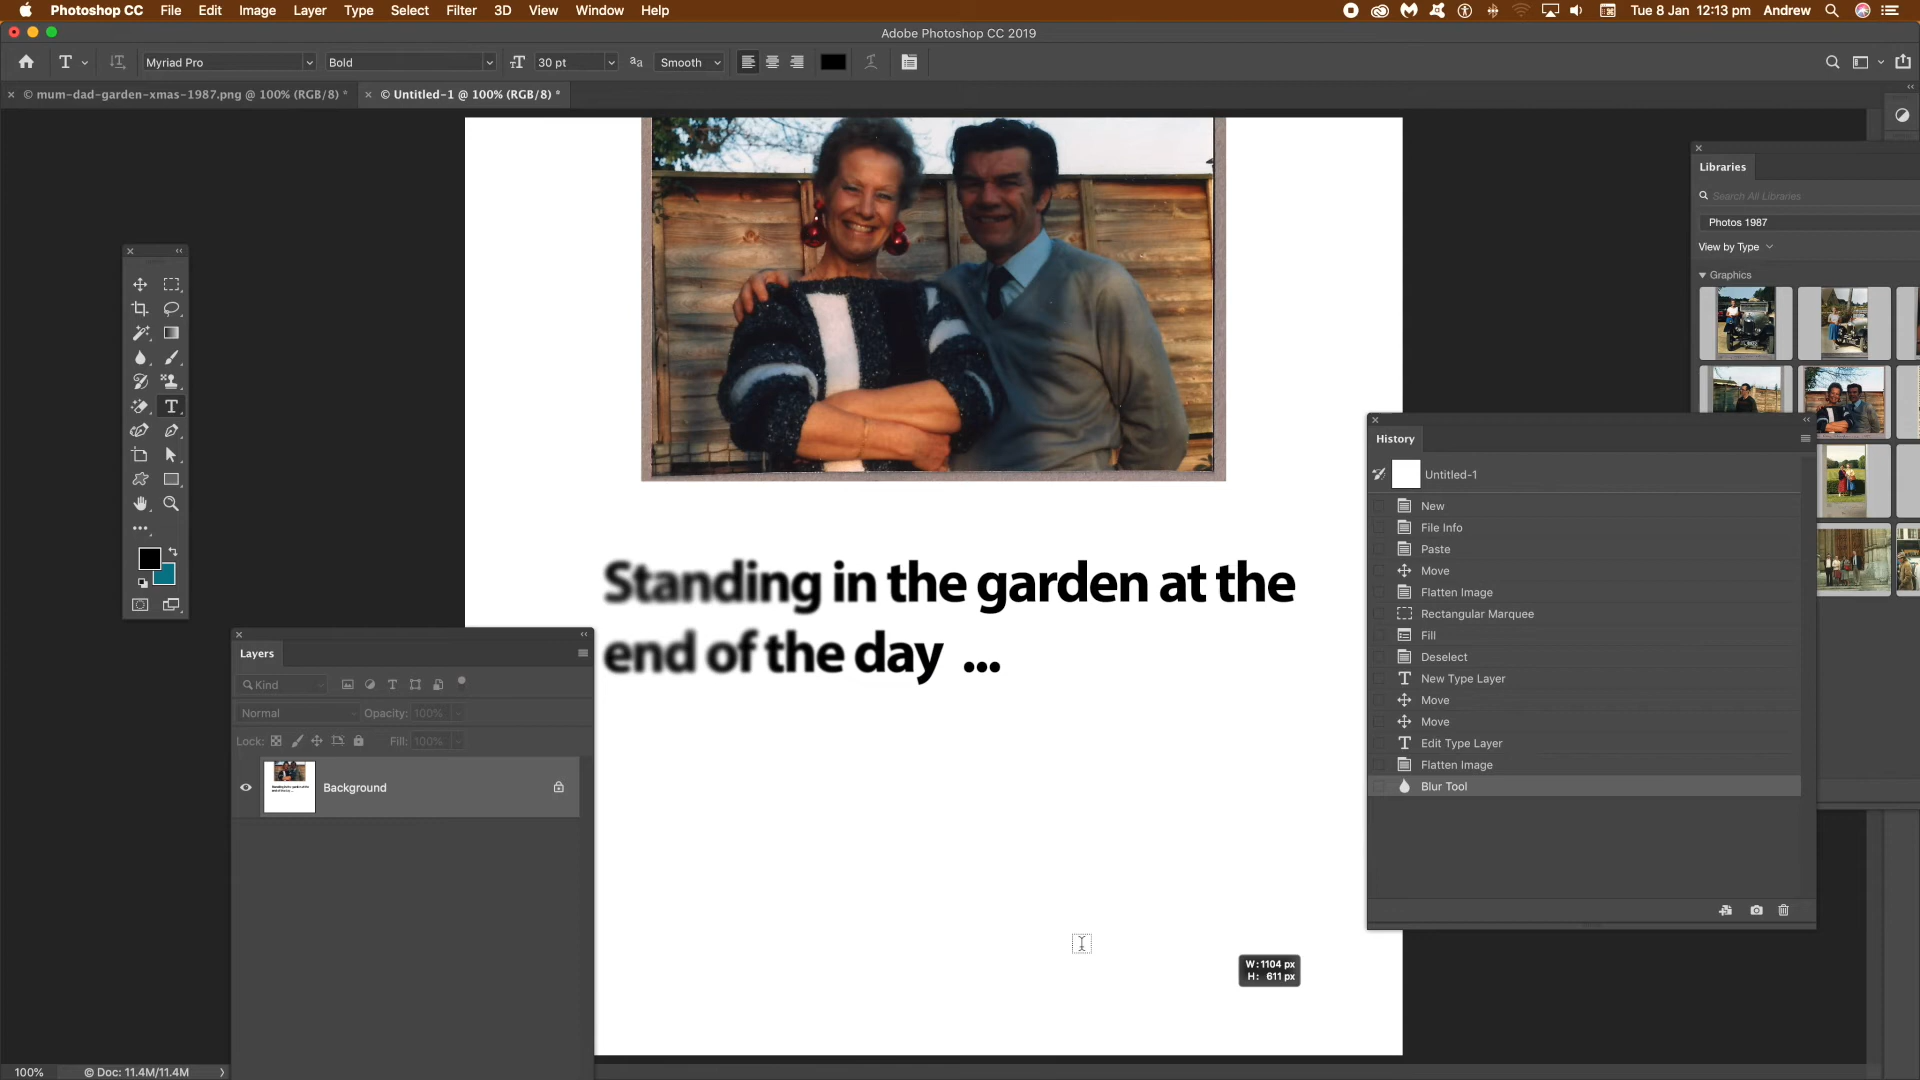 Photoshop CC File Edit Image Layer Type Select Filter 3D View Window Help Tue 8 Jan 12:13 pm Andrew
Adobe Photoshop CC 2019
Myriad Pro Bold 30 pt Smooth
© mum-dad-garden-xmas-1987.png @ 100% (RGB/8) * © Untitled-1 @ 100% (RGB/8) *
Libraries
Search All Libraries
Photos 1987
View by Type
Graphics
History
Untitled-1
New
File Info
Paste
Move
Flatten Image
Rectangular Marquee
Fill
Deselect
New Type Layer
Move
Move
Edit Type Layer
Flatten Image
Blur Tool
Standing in the garden at the
end of the day ...
Layers
Kind
Normal Opacity: 100%
Lock: Fill: 100%
Background
W: 1104 px
H: 611 px
100% © Doc: 11.4M/11.4M